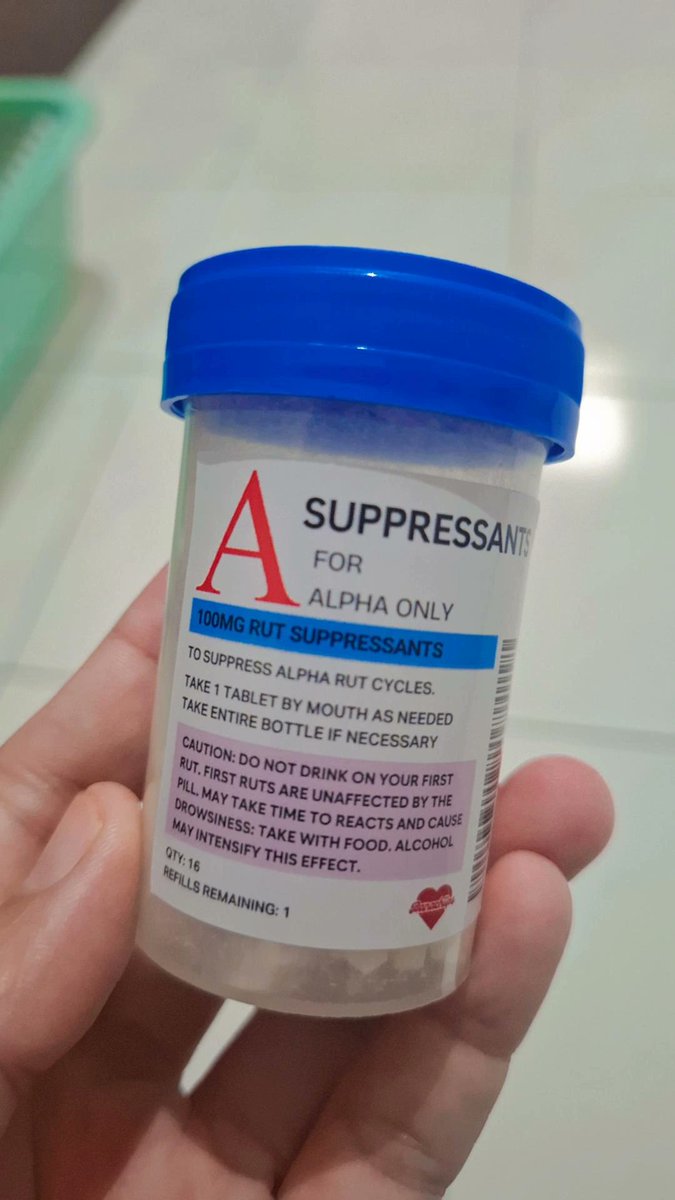 A
SUPPRESSANTS
FOR
ALPHA ONLY
100MG RUT SUPPRESSANTS
TO SUPPRESS ALPHA RUT CYCLES.
TAKE 1 TABLET BY MOUTH AS NEEDED
TAKE ENTIRE BOTTLE IF NECESSARY
CAUTION: DO NOT DRINK ON YOUR FIRST
RUT. FIRST RUTS ARE UNAFFECTED BY THE
PILL. MAY TAKE TIME TO REACTS AND CAUSE
DROWSINESS: TAKE WITH FOOD. ALCOHOL
MAY INTENSIFY THIS EFFECT.
QTY: 16
REFILLS REMAINING: 1